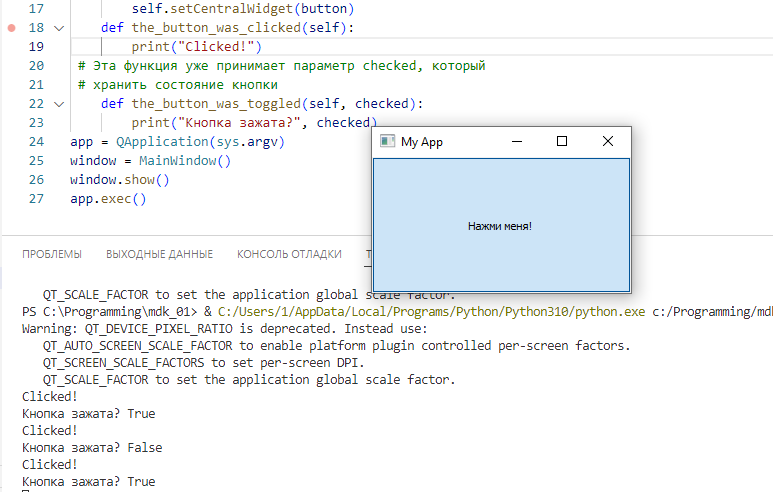 17 self.setCentralWidget(button)
18 def the_button_was_clicked(self):
19 print("Clicked!")
20 # Эта функция уже принимает параметр checked, который
21 # хранить состояние кнопки
22 def the_button_was_toggled(self, checked):
23 print("Кнопка зажата?", checked)
24 app = QApplication(sys.argv)
25 window = MainWindow()
26 window.show()
27 app.exec()
My App
Нажми меня!
ПРОБЛЕМЫ ВЫХОДНЫЕ ДАННЫЕ КОНСОЛЬ ОТЛАДКИ
QT_SCALE_FACTOR to set the application global scale factor.
PS C:\Programming\mdk_01> & C:/Users/1/AppData/Local/Programs/Python/Python310/python.exe c:/Programming/md
Warning: QT_DEVICE_PIXEL_RATIO is deprecated. Instead use:
QT_AUTO_SCREEN_SCALE_FACTOR to enable platform plugin controlled per-screen factors.
QT_SCREEN_SCALE_FACTORS to set per-screen DPI.
QT_SCALE_FACTOR to set the application global scale factor.
Clicked!
Кнопка зажата? True
Clicked!
Кнопка зажата? False
Clicked!
Кнопка зажата? True